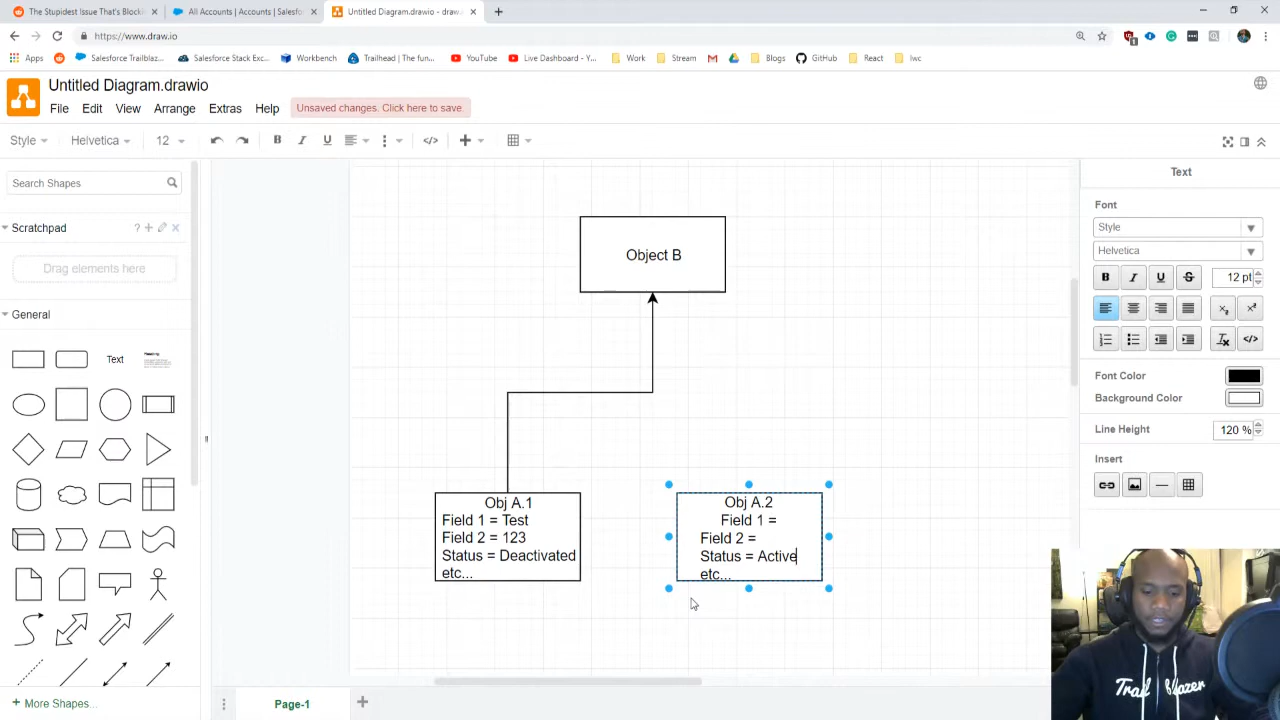 The Stupidest Issue That's Blocki
All Accounts | Accounts | Salesfor
Untitled Diagram.drawio - draw.
https://www.draw.io
Apps
Salesforce Trailblaz...
Salesforce Stack Exc...
Workbench
Trailhead | The fun...
YouTube
Live Dashboard - Y...
Work
Stream
Blogs
GitHub
React
lwc
Untitled Diagram.drawio
File
Edit
View
Arrange
Extras
Help
Unsaved changes. Click here to save.
Style
Helvetica
12
B
I
U
Search Shapes
Scratchpad
?
Drag elements here
General
Text
Heading
More Shapes...
Page-1
Object B
Obj A.1
Field 1 = Test
Field 2 = 123
Status = Deactivated
etc...
Obj A.2
Field 1 =
Field 2 =
Status = Active
etc...
Text
Font
Style
Helvetica
B
I
U
S
12 pt
Font Color
Background Color
Line Height
120 %
Insert
Trailblazer